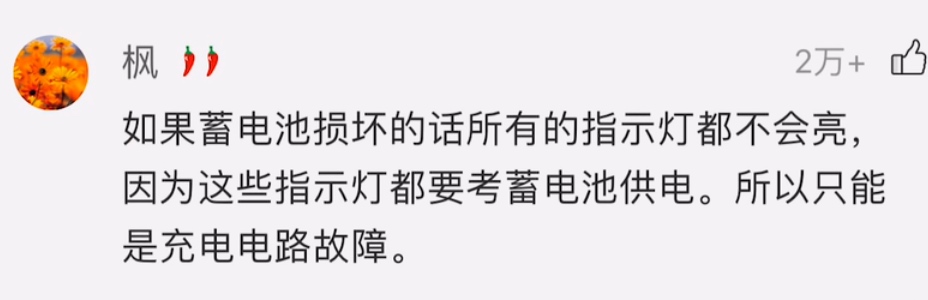 枫 🌶🌶
2万+
如果蓄电池损坏的话所有的指示灯都不会亮，
因为这些指示灯都要考蓄电池供电。所以只能
是充电电路故障。